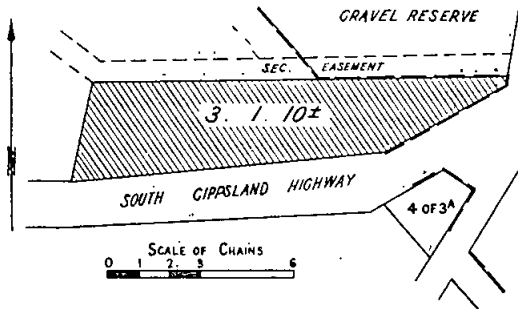 GRAVEL RESERVE
SEC. EASEMENT
3. 1. 10±
SOUTH GIPPSLAND HIGHWAY
4 OF 3A
SCALE OF CHAINS
0 1 2 3 6